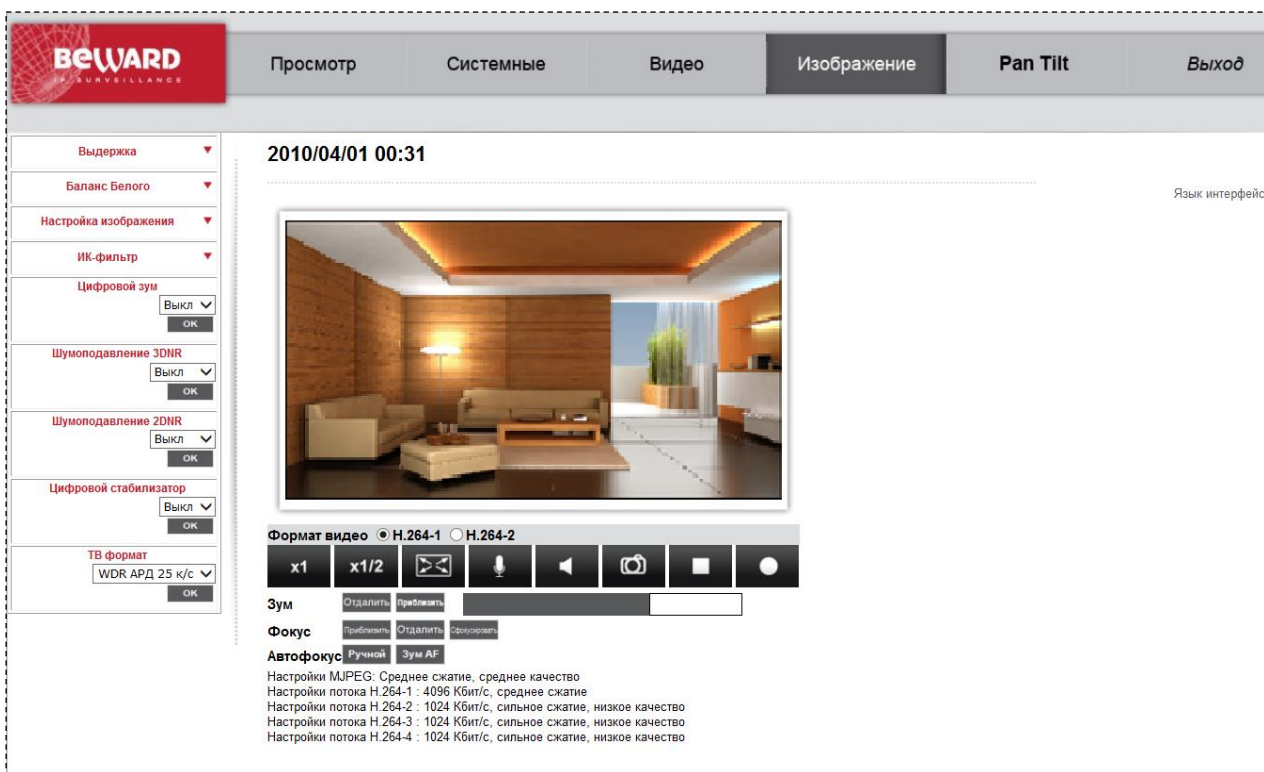 BEWARD
IP SURVEILLANCE
Просмотр
Системные
Видео
Изображение
Pan Tilt
Выход
Выдержка
Баланс Белого
Настройка изображения
ИК-фильтр
Цифровой зум
Выкл
OK
Шумоподавление 3DNR
Выкл
OK
Шумоподавление 2DNR
Выкл
OK
Цифровой стабилизатор
Выкл
OK
ТВ формат
WDR АРД 25 к/с
OK
2010/04/01 00:31
Язык интерфейс
Формат видео H.264-1 H.264-2
x1 x1/2
Зум Отдалить Приблизить
Фокус Приблизить Отдалить Сфокусировать
Автофокус Ручной Зум AF
Настройки MJPEG: Среднее сжатие, среднее качество
Настройки потока H.264-1 : 4096 Кбит/с, среднее сжатие
Настройки потока H.264-2 : 1024 Кбит/с, сильное сжатие, низкое качество
Настройки потока H.264-3 : 1024 Кбит/с, сильное сжатие, низкое качество
Настройки потока H.264-4 : 1024 Кбит/с, сильное сжатие, низкое качество